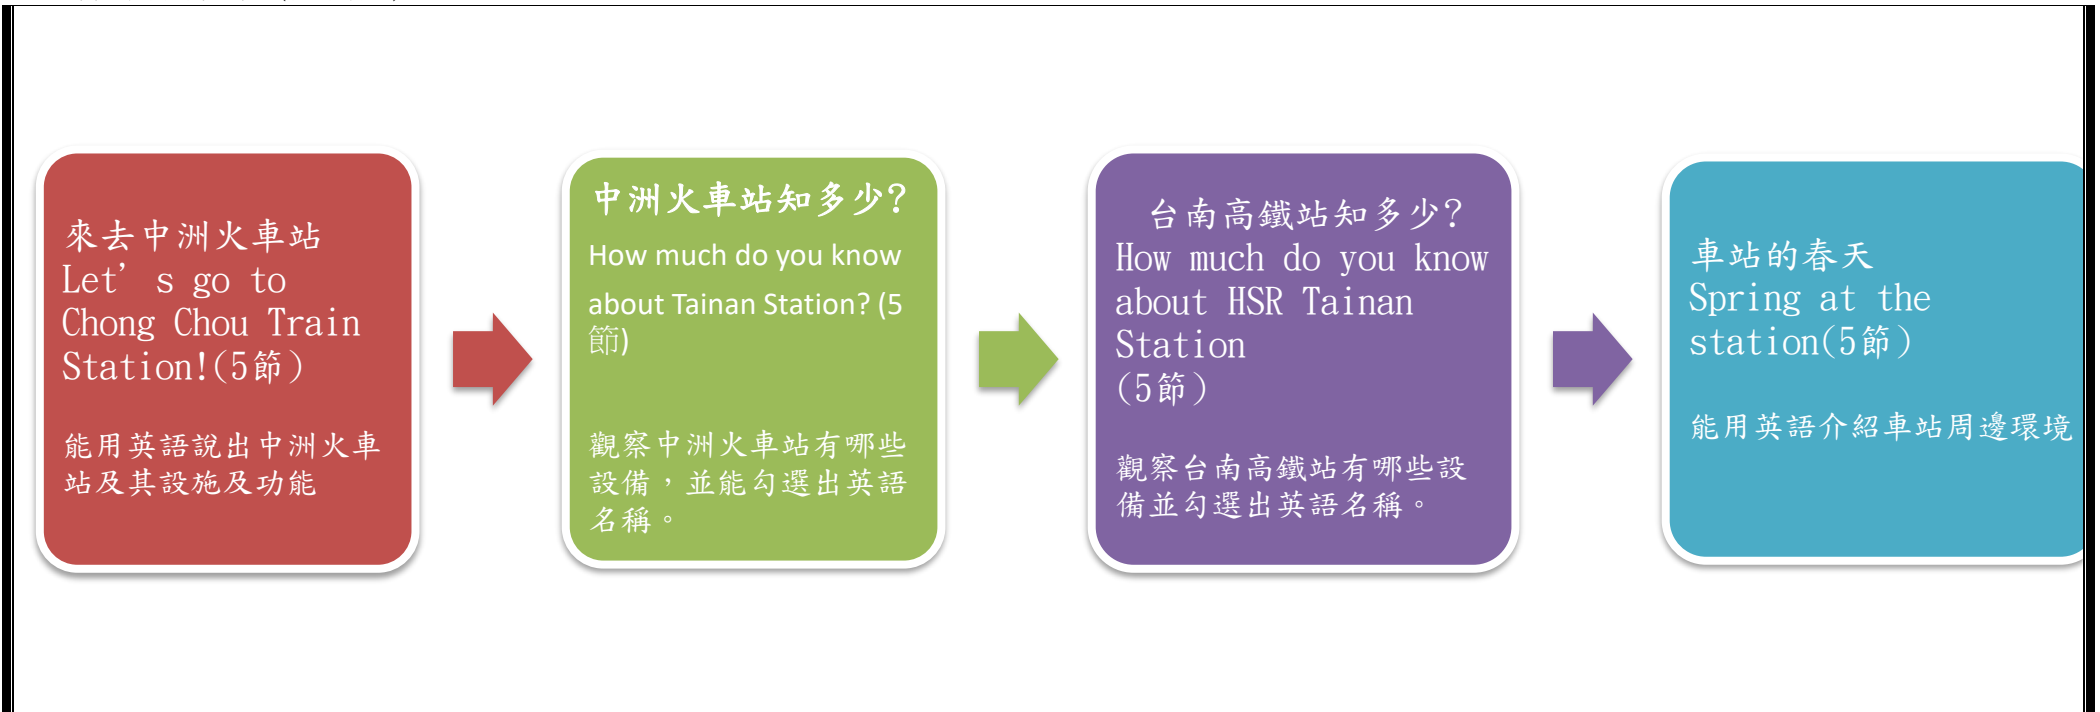 來去中洲火車站
Let’s go to
Chong Chou Train
Station!(5節)
能用英語說出中洲火車
站及其設施及功能
中洲火車站知多少?
How much do you know
about Tainan Station? (5
節)
觀察中洲火車站有哪些
設備，並能勾選出英語
名稱。
台南高鐵站知多少?
How much do you know
about HSR Tainan
Station
(5節)
觀察台南高鐵站有哪些設
備並勾選出英語名稱。
車站的春天
Spring at the
station(5節)
能用英語介紹車站周邊環境